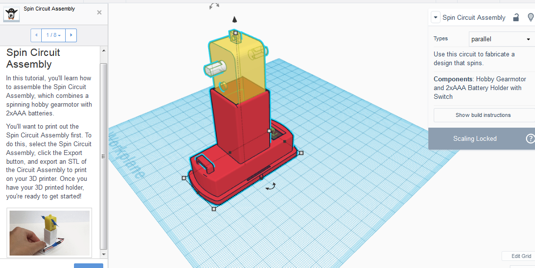 Spin Circuit Assembly
1 / 8
Spin Circuit
Assembly
In this tutorial, you'll learn how
to assemble the Spin Circuit
Assembly, which combines a
spinning hobby gearmotor with
2xAAA batteries.
You'll want to print out the
Spin Circuit Assembly first. To
do this, select the Spin Circuit
Assembly, click the Export
button, and export an STL of
the Circuit Assembly to print
on your 3D printer. Once you
have your 3D printed holder,
you're ready to get started!
Workplane
Spin Circuit Assembly
Types
parallel
Use this circuit to fabricate a
design that spins.
Components: Hobby Gearmotor
and 2xAAA Battery Holder with
Switch
Show build instructions
Scaling Locked
?
Edit Grid